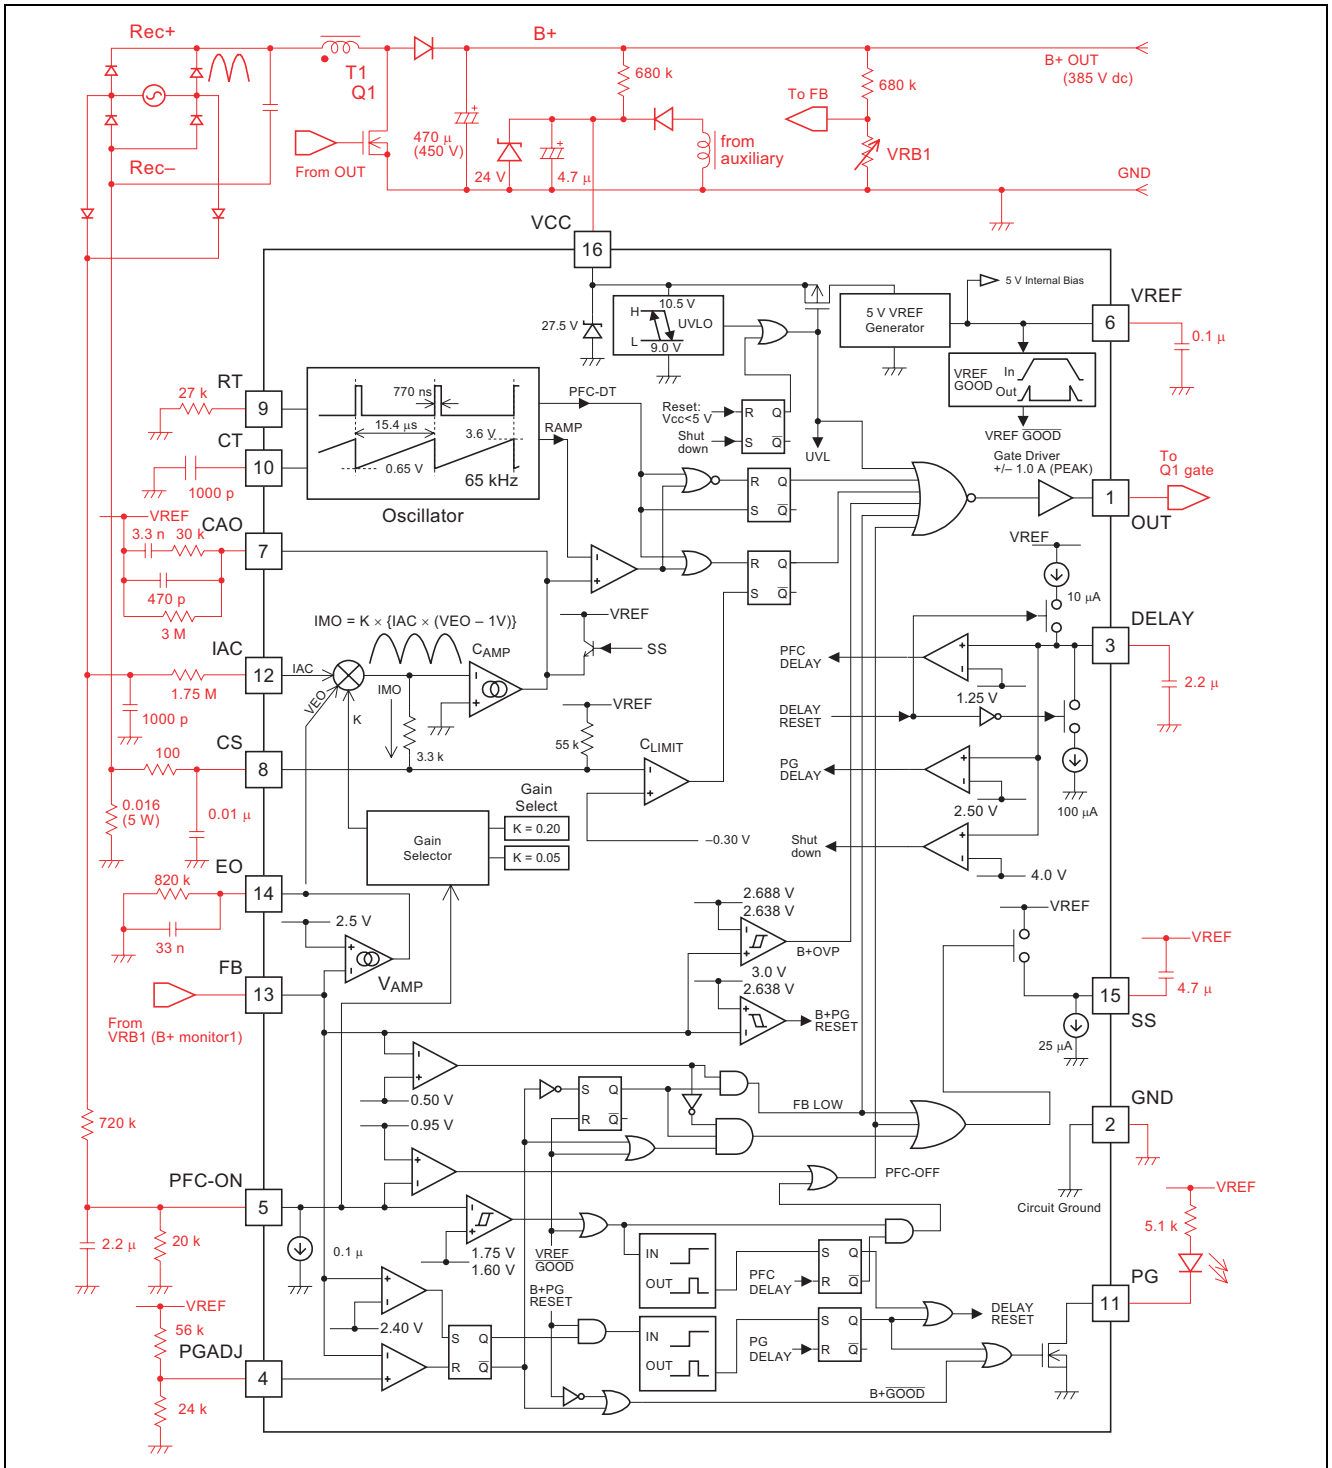 Rec+
B+
T1
Q1
680 k
To FB
680 k
B+ OUT
(385 V dc)
470 μ
(450 V)
From OUT
Rec–
24 V
4.7 μ
from
auxiliary
VRB1
GND
VCC
16
27.5 V
10.5 V
H
UVLO
L
9.0 V
5 V VREF
Generator
5 V Internal Bias
VREF
6
0.1 μ
VREF
GOOD
In
Out
VREF GOOD
Reset:
Vcc<5 V
Shut
down
R
Q
S
Q
UVL
RT
27 k
9
CT
10
1000 p
770 ns
15.4 μs
3.6 V
0.65 V
65 kHz
Oscillator
PFC-DT
RAMP
R
Q
S
Q
R
Q
S
Q
Gate Driver
+/– 1.0 A (PEAK)
To
Q1 gate
1
OUT
VREF
3.3 n
30 k
CAO
7
470 p
3 M
IMO = K × {IAC × (VEO – 1V)}
CAMP
VREF
SS
IAC
12
1.75 M
1000 p
IAC
VEO
K
IMO
3.3 k
VREF
55 k
CLIMIT
–0.30 V
CS
8
100
0.016
(5 W)
0.01 μ
Gain
Selector
Gain
Select
K = 0.20
K = 0.05
VREF
10 μA
DELAY
3
2.2 μ
PFC
DELAY
1.25 V
DELAY
RESET
PG
DELAY
2.50 V
100 μA
Shut
down
4.0 V
EO
14
820 k
33 n
2.5 V
VAMP
FB
13
From
VRB1 (B+ monitor1)
2.688 V
2.638 V
B+OVP
3.0 V
2.638 V
B+PG
RESET
VREF
VREF
4.7 μ
15
SS
25 μA
0.50 V
0.95 V
S
Q
R
Q
FB LOW
GND
2
Circuit Ground
720 k
PFC-ON
5
2.2 μ
20 k
0.1 μ
1.75 V
1.60 V
VREF
GOOD
PFC-OFF
IN
OUT
PFC
DELAY
S
Q
R
Q
B+PG
RESET
IN
OUT
PG
DELAY
S
Q
R
Q
DELAY
RESET
B+GOOD
VREF
5.1 k
PG
11
VREF
56 k
PGADJ
4
24 k
2.40 V
S
Q
R
Q